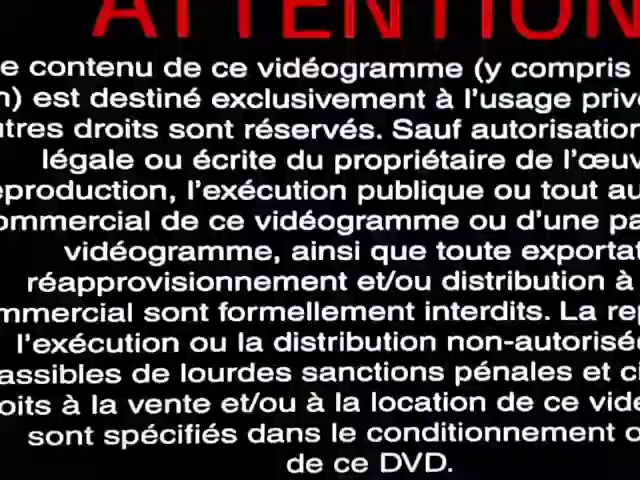 ATTENTION
e contenu de ce vidéogramme (y compris
n) est destiné exclusivement à l'usage privé
utres droits sont réservés. Sauf autorisation
légale ou écrite du propriétaire de l'œuv
eproduction, l'exécution publique ou tout au
ommercial de ce vidéogramme ou d'une pa
vidéogramme, ainsi que toute exportat
réapprovisionnement et/ou distribution à
mmercial sont formellement interdits. La rep
l'exécution ou la distribution non-autorisée
assibles de lourdes sanctions pénales et ci
oits à la vente et/ou à la location de ce vidé
sont spécifiés dans le conditionnement o
de ce DVD.